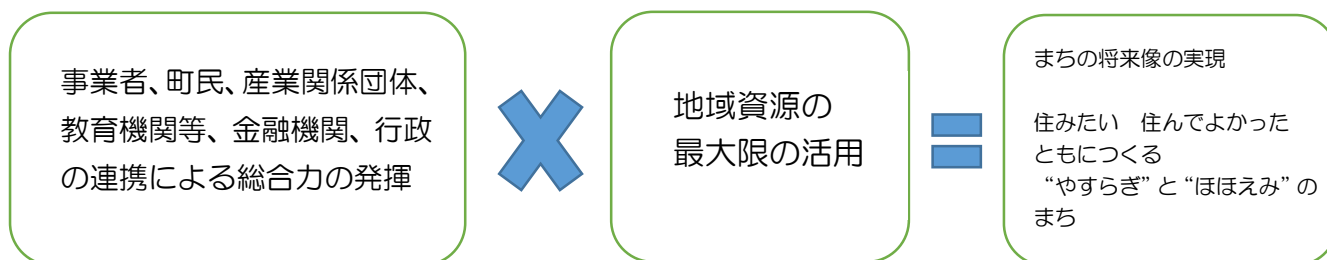 事業者、町民、産業関係団体、
教育機関等、金融機関、行政
の連携による総合力の発揮
地域資源の
最大限の活用
まちの将来像の実現
住みたい　住んでよかった
ともにつくる
“やすらぎ”と“ほほえみ”の
まち